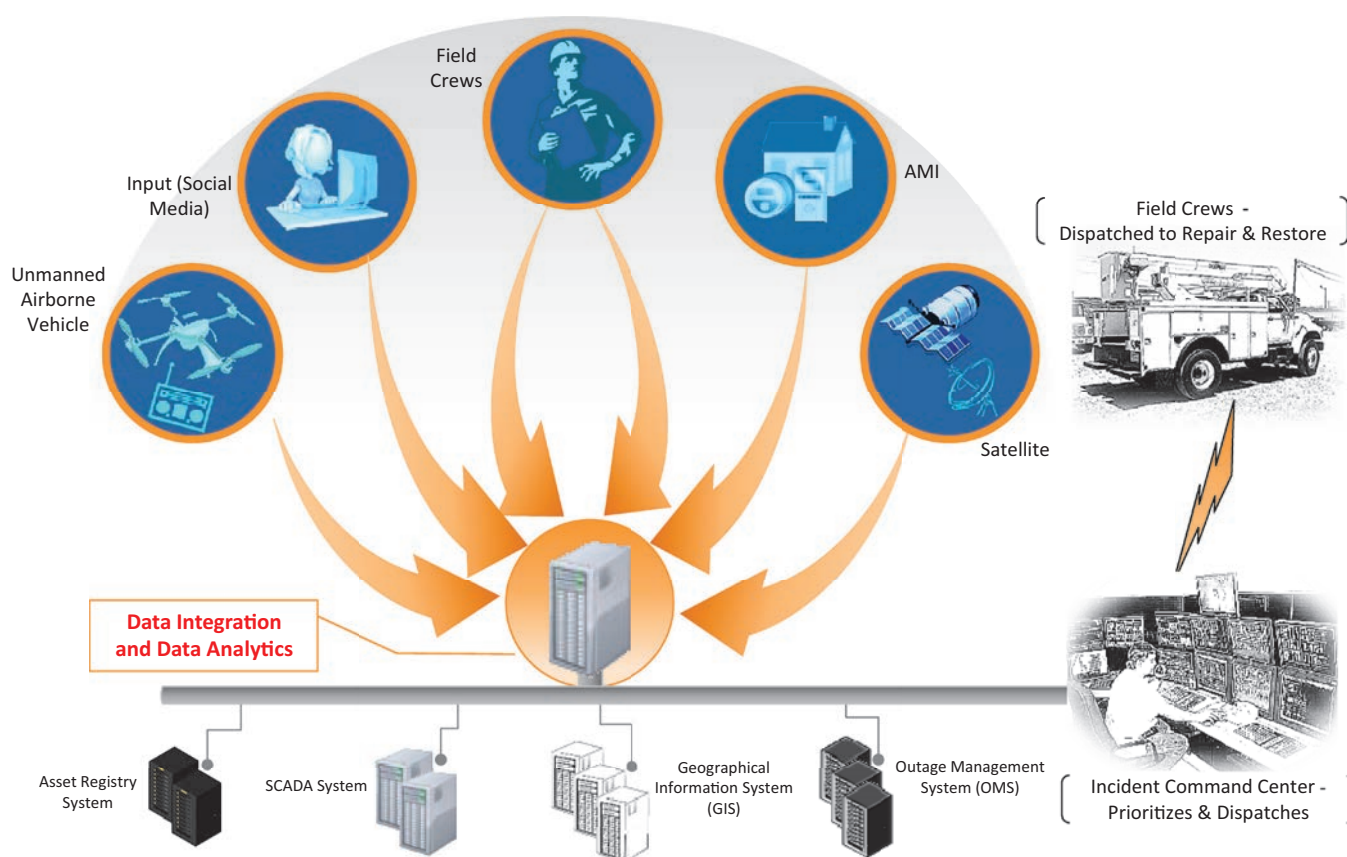 Field
Crews
Input (Social
Media)
AMI
Unmanned
Airborne
Vehicle
Satellite
Field Crews -
Dispatched to Repair & Restore
Data Integration
and Data Analytics
Asset Registry
System
SCADA System
Geographical
Information System
(GIS)
Outage Management
System (OMS)
Incident Command Center -
Prioritizes & Dispatches